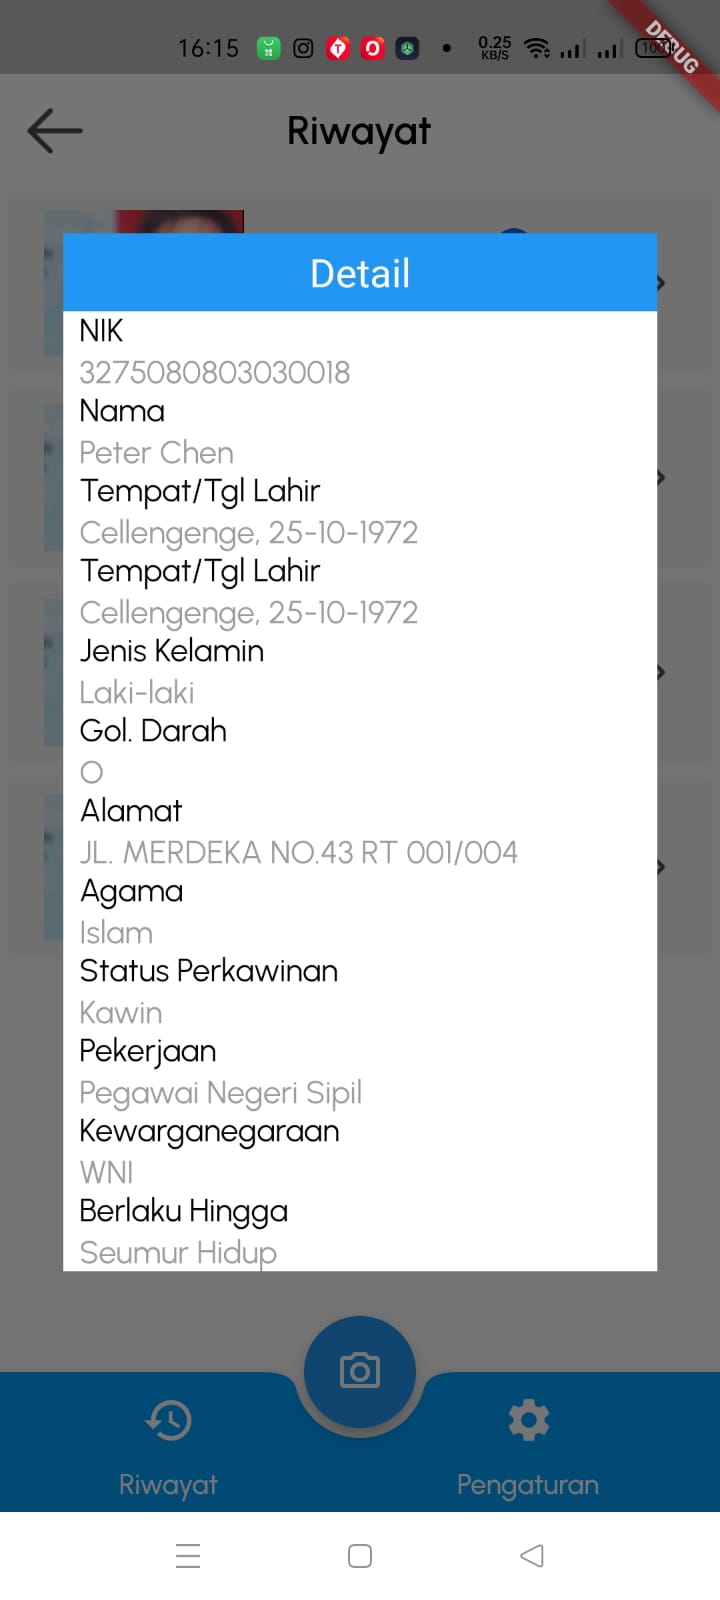 16:15
0.25
KB/S
100
DEBUG
Riwayat
Detail
NIK
3275080803030018
Nama
Peter Chen
Tempat/Tgl Lahir
Cellengenge, 25-10-1972
Tempat/Tgl Lahir
Cellengenge, 25-10-1972
Jenis Kelamin
Laki-laki
Gol. Darah
O
Alamat
JL. MERDEKA NO.43 RT 001/004
Agama
Islam
Status Perkawinan
Kawin
Pekerjaan
Pegawai Negeri Sipil
Kewarganegaraan
WNI
Berlaku Hingga
Seumur Hidup
Riwayat
Pengaturan